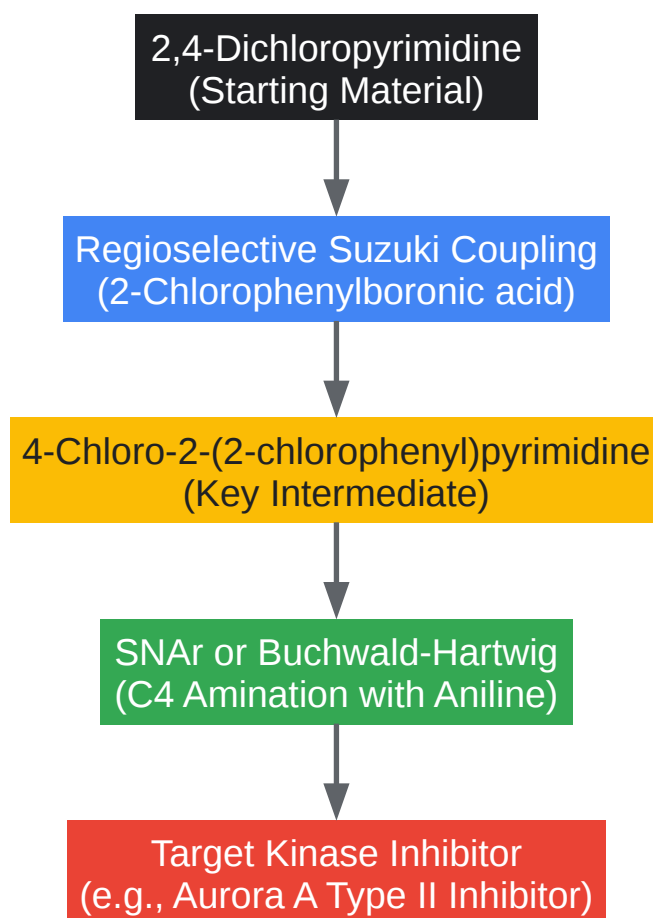 2,4-Dichloropyrimidine
(Starting Material)
Regioselective Suzuki Coupling
(2-Chlorophenylboronic acid)
4-Chloro-2-(2-chlorophenyl)pyrimidine
(Key Intermediate)
SNAr or Buchwald-Hartwig
(C4 Amination with Aniline)
Target Kinase Inhibitor
(e.g., Aurora A Type II Inhibitor)